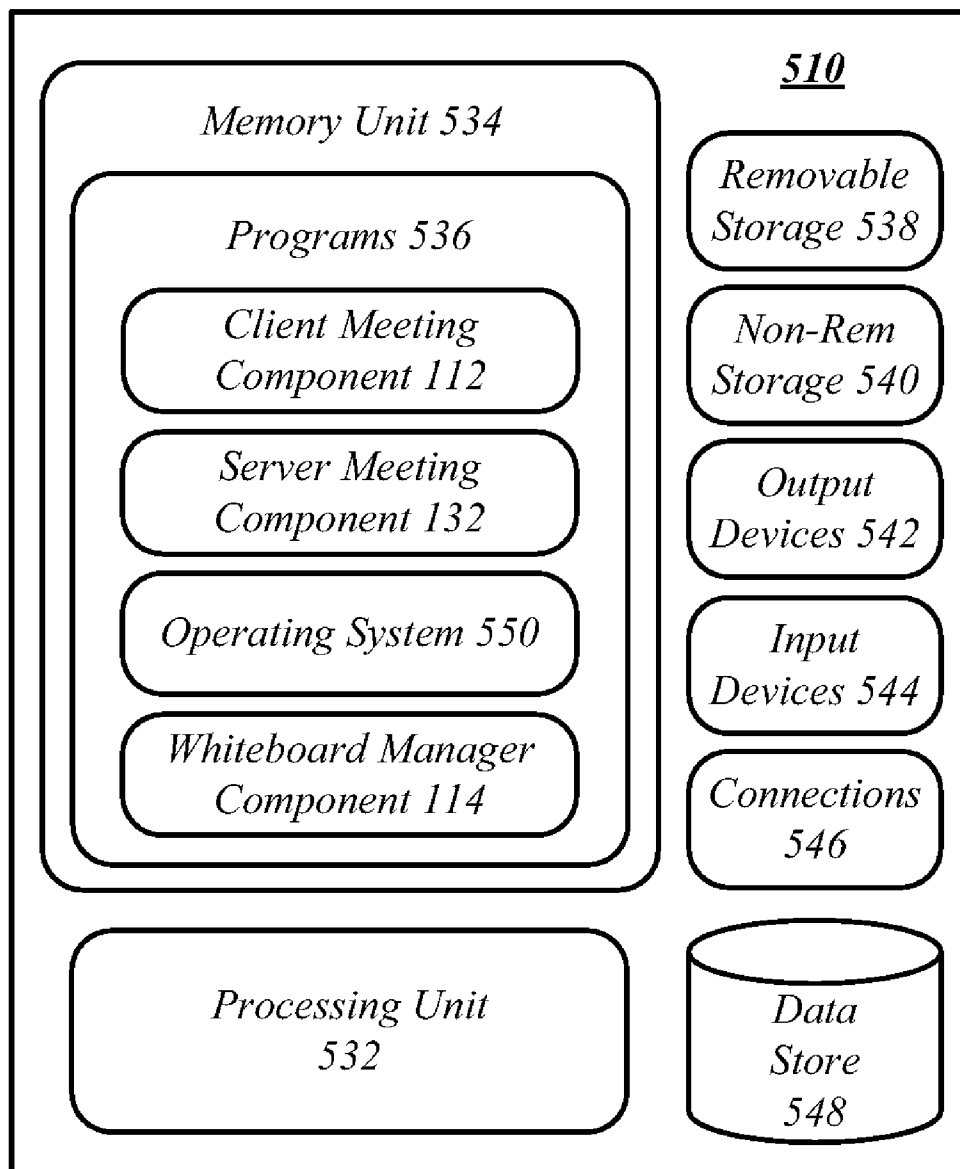 510
Memory Unit 534
Programs 536
Client Meeting
Component 112
Server Meeting
Component 132
Operating System 550
Whiteboard Manager
Component 114
Processing Unit
532
Removable
Storage 538
Non-Rem
Storage 540
Output
Devices 542
Input
Devices 544
Connections
546
Data
Store
548